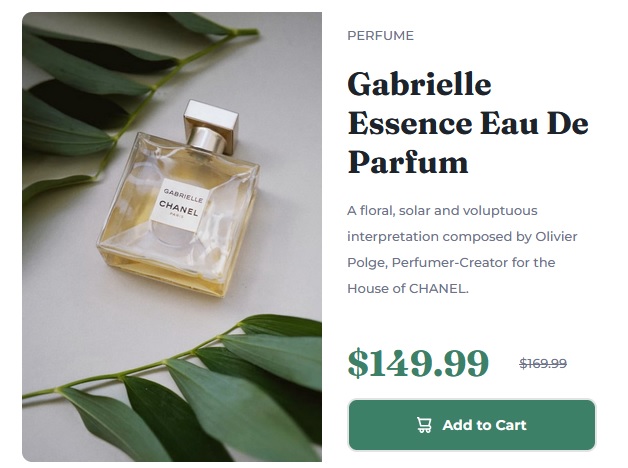 PERFUME
Gabrielle
Essence Eau De
Parfum
A floral, solar and voluptuous
interpretation composed by Olivier
Polge, Perfumer-Creator for the
House of CHANEL.
$149.99 $169.99
Add to Cart
GABRIELLE
CHANEL
PARIS